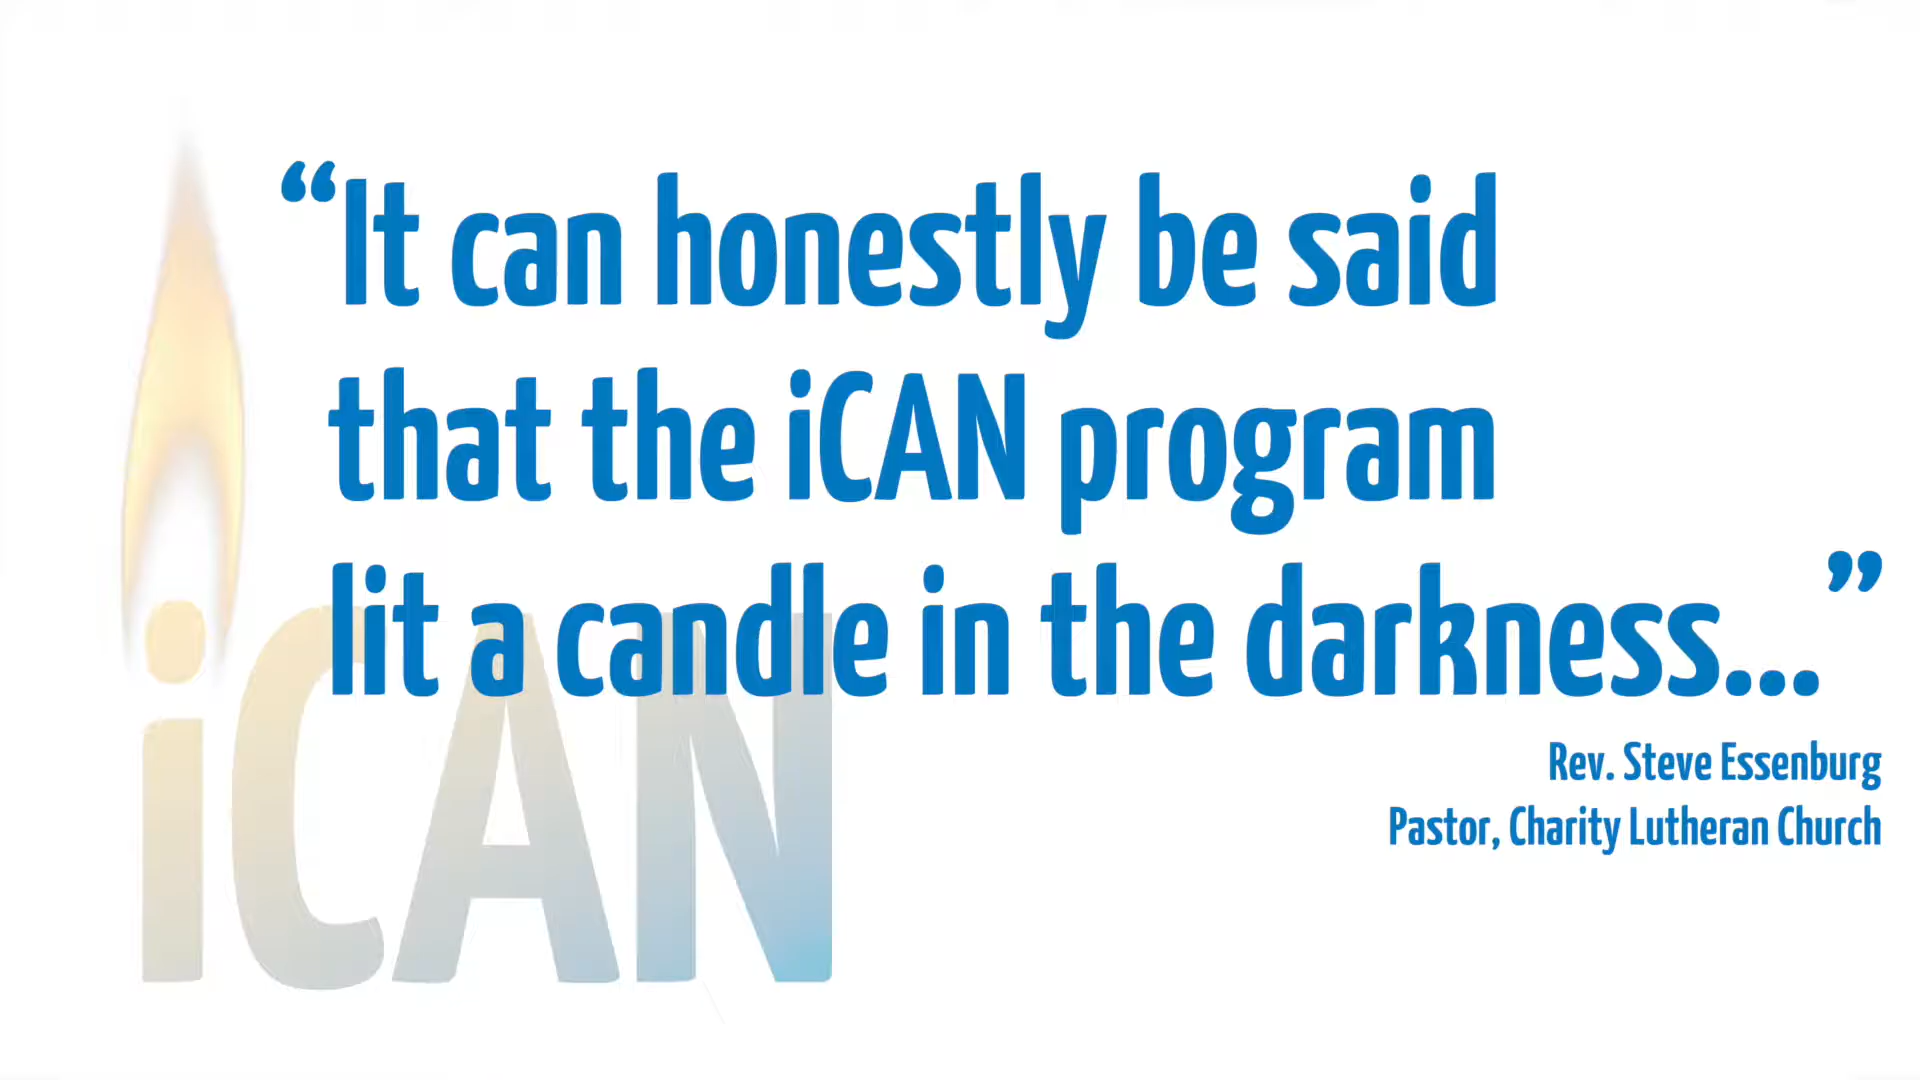 “It can honestly be said
that the iCAN program
lit a candle in the darkness...”
Rev. Steve Essenburg
Pastor, Charity Lutheran Church
iCAN